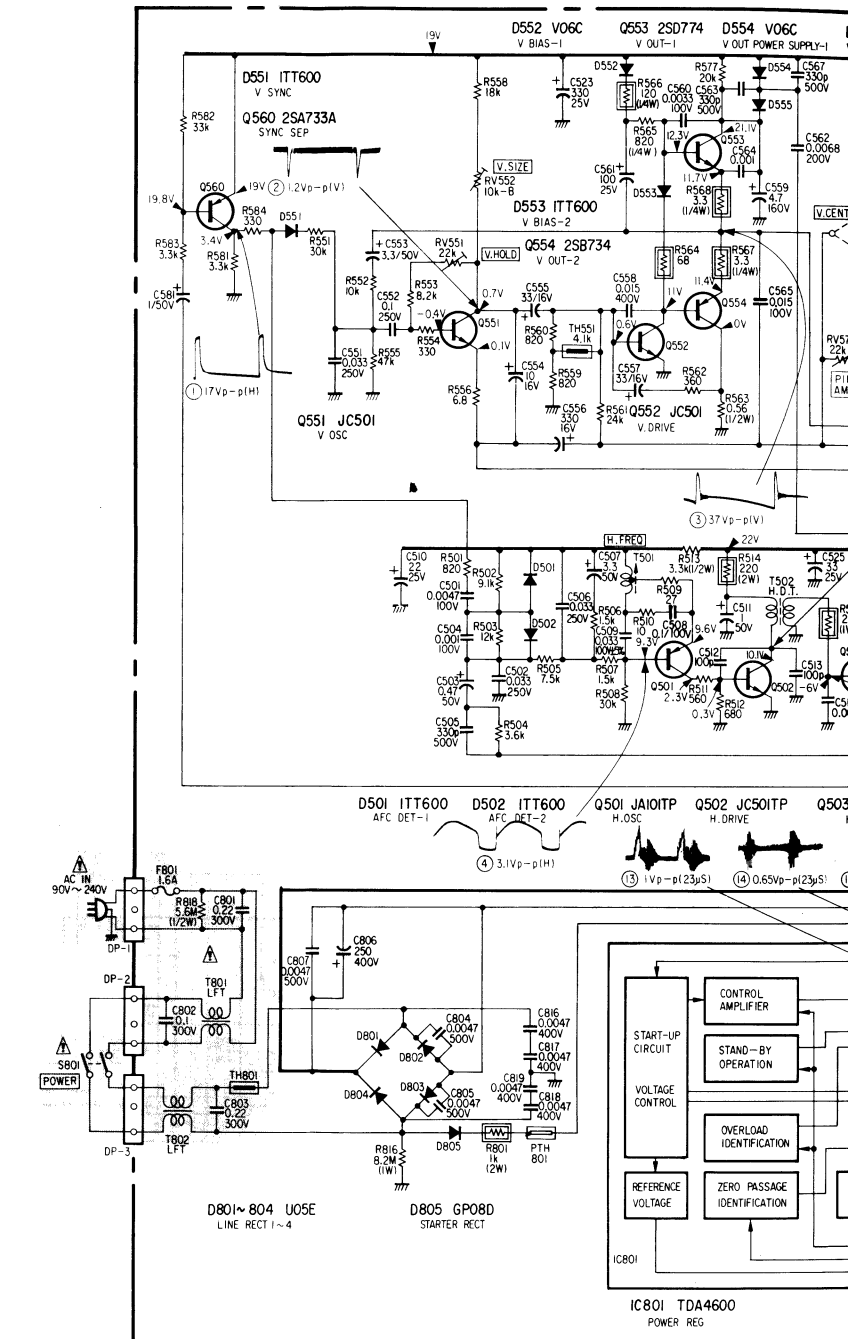 D552 V06C
V BIAS-1
Q553 2SD774
V OUT-1
D554 V06C
V OUT POWER SUPPLY-1
19V
D551 ITT600
V SYNC
Q560 2SA733A
SYNC SEP
R582
33k
R558
18k
C523
330
25V
D552
R566
120
(1/4W)
C560
0.0033
100V
R577
20k
C563
330p
500V
D554
C567
330p
500V
D555
R565
820
(1/4W)
12.3V
21.1V
Q553
C562
0.0068
200V
C564
0.001
V.SIZE
RV552
10k-B
C561
100
25V
11.7V
D553
R568
3.3
(1/4W)
C559
4.7
160V
② 1.2Vp-p(V)
19.8V
Q560
19V
D553 ITT600
V BIAS-2
V.CENT
R584
330
D551
3.4V
R583
3.3k
R581
3.3k
R551
30k
C553
3.3/50V
RV551
22k
V.HOLD
Q554 2SB734
V OUT-2
R564
68
R567
3.3
(1/4W)
C581
1/50V
R552
10k
C552
0.1
250V
R553
8.2k
0.7V
C555
33/16V
C558
0.015
400V
11V
11.4V
Q554
C565
0.015
100V
-0.4V
Q551
R554
330
0.1V
R560
820
TH551
4.1k
0.6V
Q552
0V
C551
0.033
250V
R555
47k
C554
10
16V
R559
820
C557
33/16V
R562
360
RV57
22k
① 17Vp-p(H)
R556
6.8
C556
330
16V
R561
24k
Q552 JC501
V.DRIVE
R563
0.56
(1/2W)
PI
AM
Q551 JC501
V OSC
③ 37Vp-p(V)
H.FREQ
22V
C510
22
25V
R501
820
C501
0.0047
100V
R502
9.1k
D501
C507
3.3
50V
T501
R513
3.3k(1/2W)
R514
220
(2W)
C525
33
25V
R509
27
T502
H.D.T.
C506
0.033
250V
R506
1.5k
R510
10
C508
0.1/100V
C511
1
50V
C504
0.001
100V
R503
12k
D502
C509
0.033
100V±5%
9.3V
9.6V
C512
100p
10.1V
C503
0.47
50V
C502
0.033
250V
R505
7.5k
R507
1.5k
Q501
R511
560
Q502
C513
100p
-6V
R508
30k
2.3V
0.3V
R512
680
C505
330p
500V
R504
3.6k
D501 ITT600
AFC DET-1
D502 ITT600
AFC DET-2
Q501 JA101TP
H.OSC
Q502 JC501TP
H.DRIVE
Q503
④ 3.1Vp-p(H)
⑬ 1Vp-p(23μS)
⑭ 0.65Vp-p(23μS)
AC IN
90V~240V
F801
1.6A
R818
5.6M
(1/2W)
C801
0.22
300V
DP-1
C807
0.0047
500V
C806
250
400V
DP-2
T801
LFT
C802
0.1
300V
S801
POWER
D801
D802
C804
0.0047
500V
C816
0.0047
400V
C817
0.0047
400V
START-UP
CIRCUIT
VOLTAGE
CONTROL
CONTROL
AMPLIFIER
STAND-BY
OPERATION
TH801
D804
D803
C805
0.0047
500V
C819
0.0047
400V
C818
0.0047
400V
C803
0.22
300V
T802
LFT
DP-3
R816
8.2M
(1W)
D805
R801
1k
(2W)
PTH
801
OVERLOAD
IDENTIFICATION
REFERENCE
VOLTAGE
ZERO PASSAGE
IDENTIFICATION
D801~804 U05E
LINE RECT 1~4
D805 GP08D
STARTER RECT
IC801
IC801 TDA4600
POWER REG